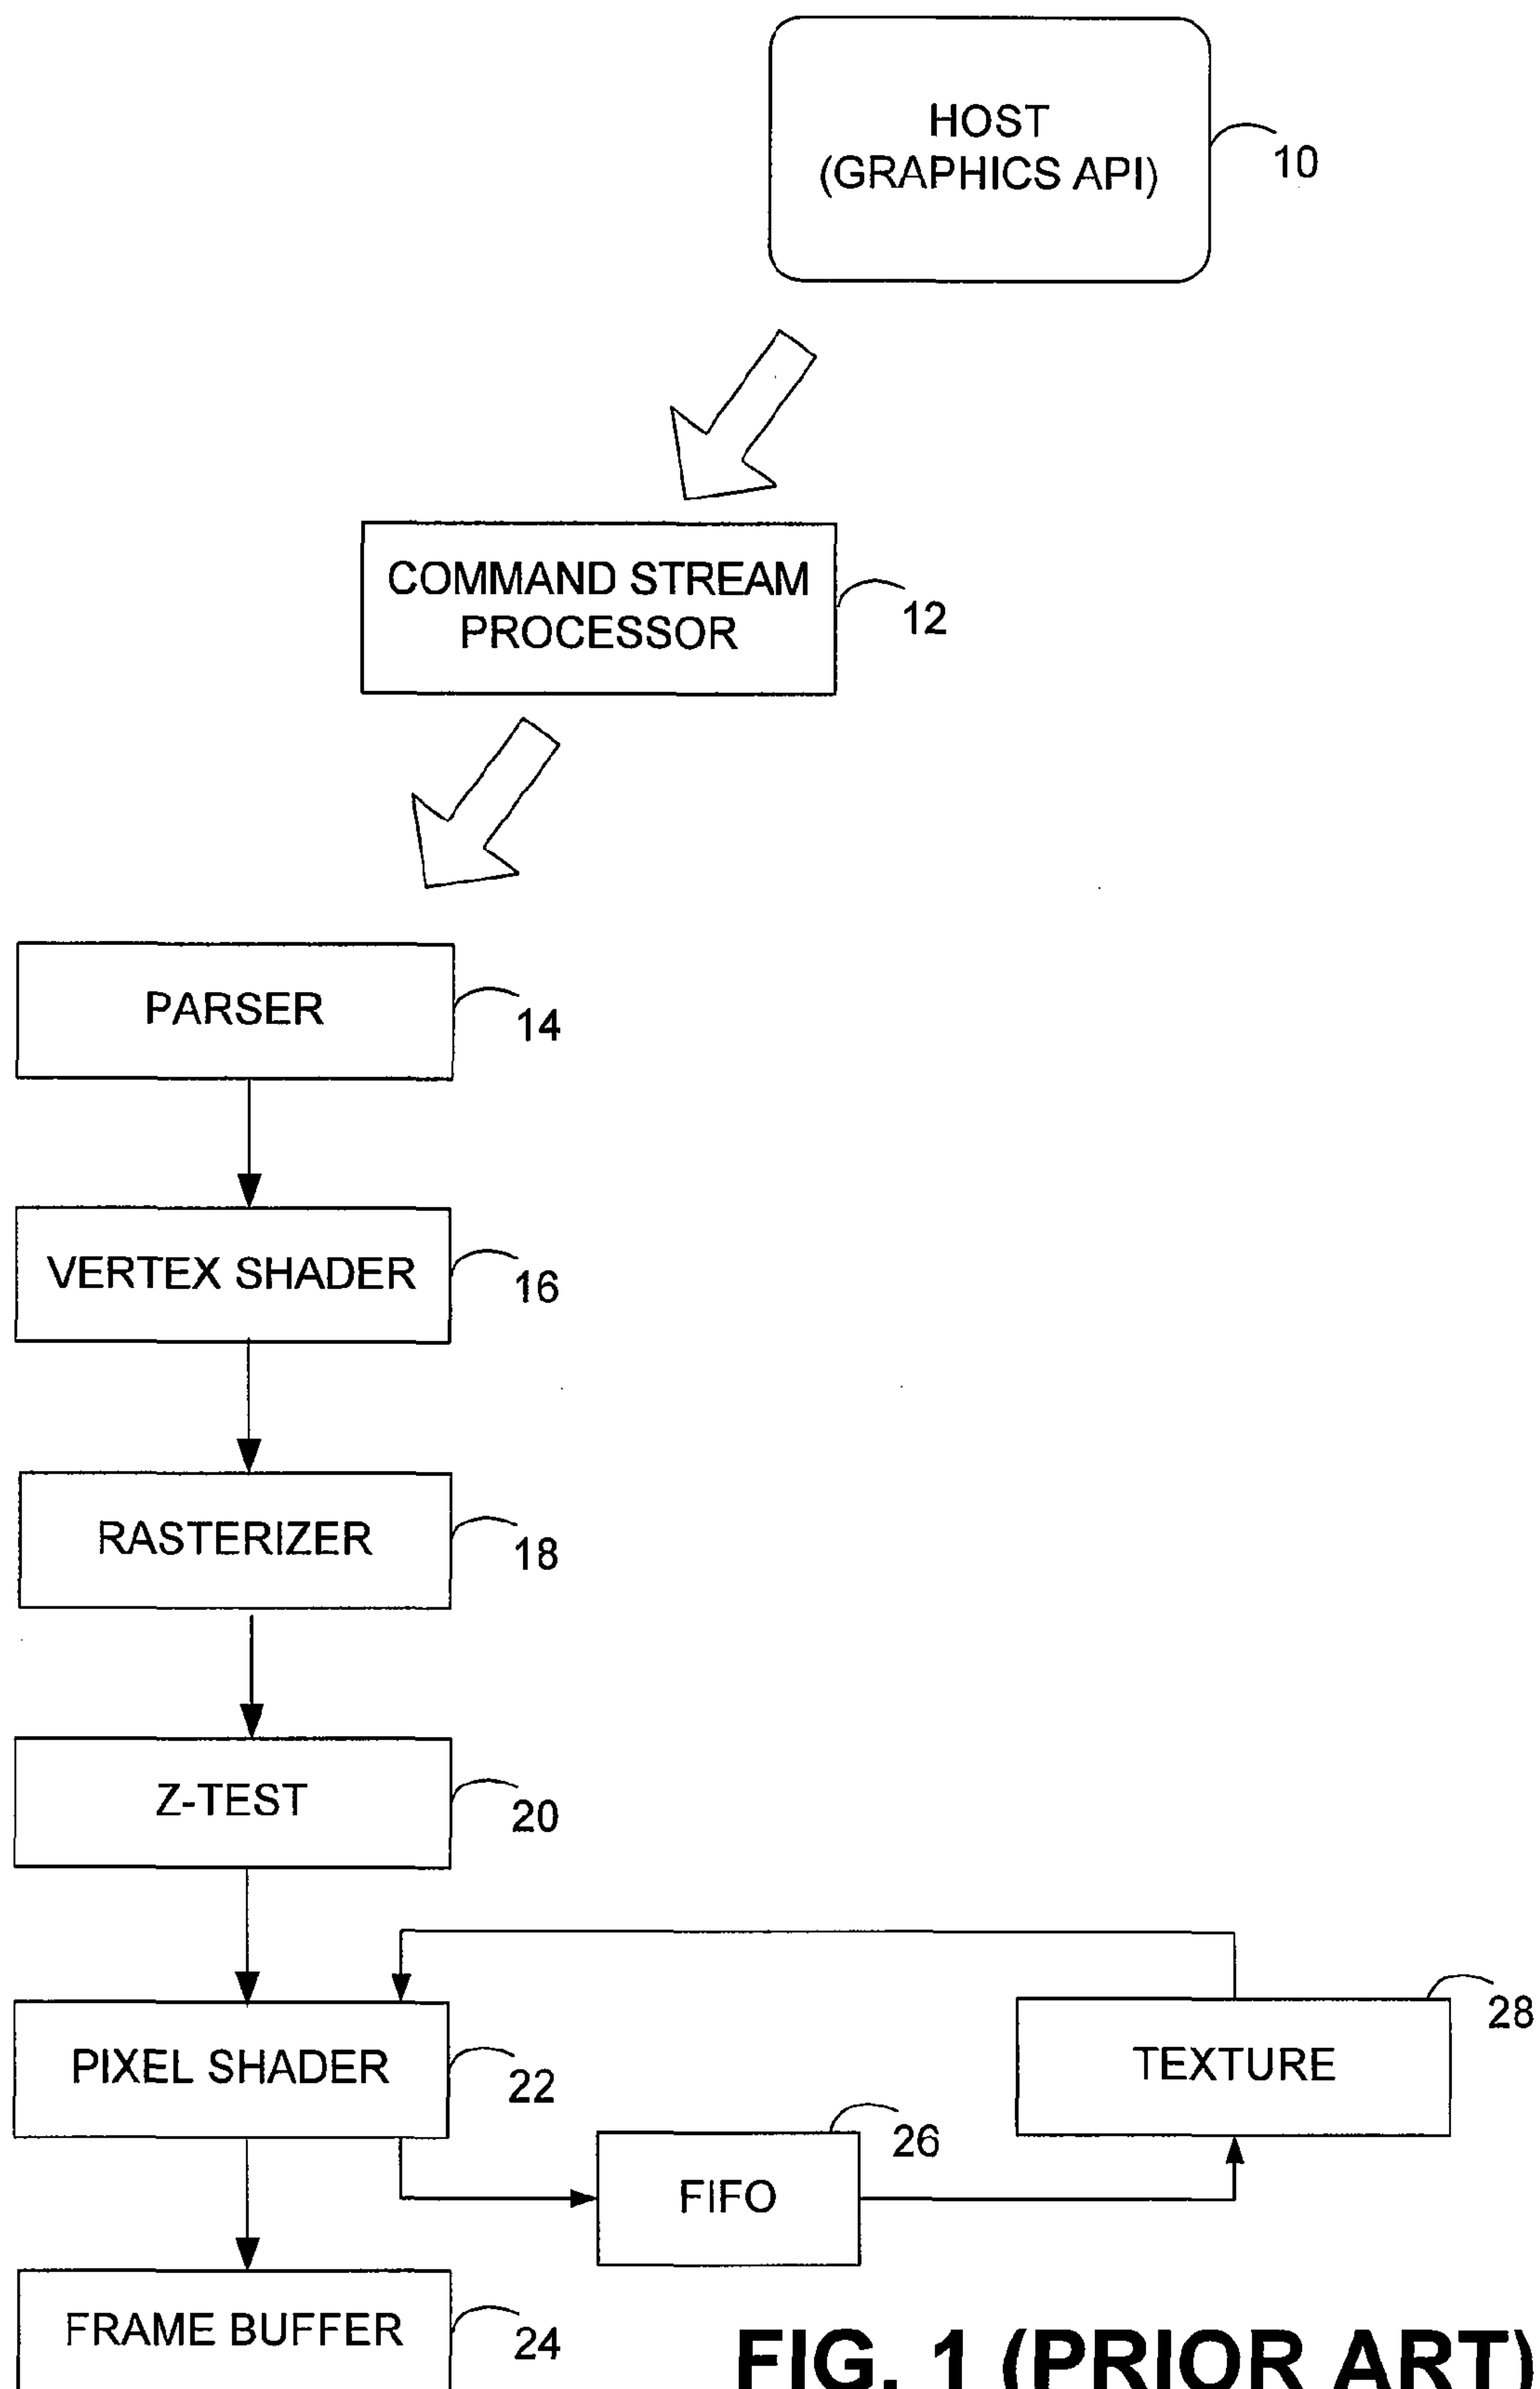 HOST
(GRAPHICS API)
10
COMMAND STREAM
PROCESSOR
12
PARSER
14
VERTEX SHADER
16
RASTERIZER
18
Z-TEST
20
PIXEL SHADER
22
TEXTURE
28
FIFO
26
FRAME BUFFER
24
FIG. 1 (PRIOR ART)